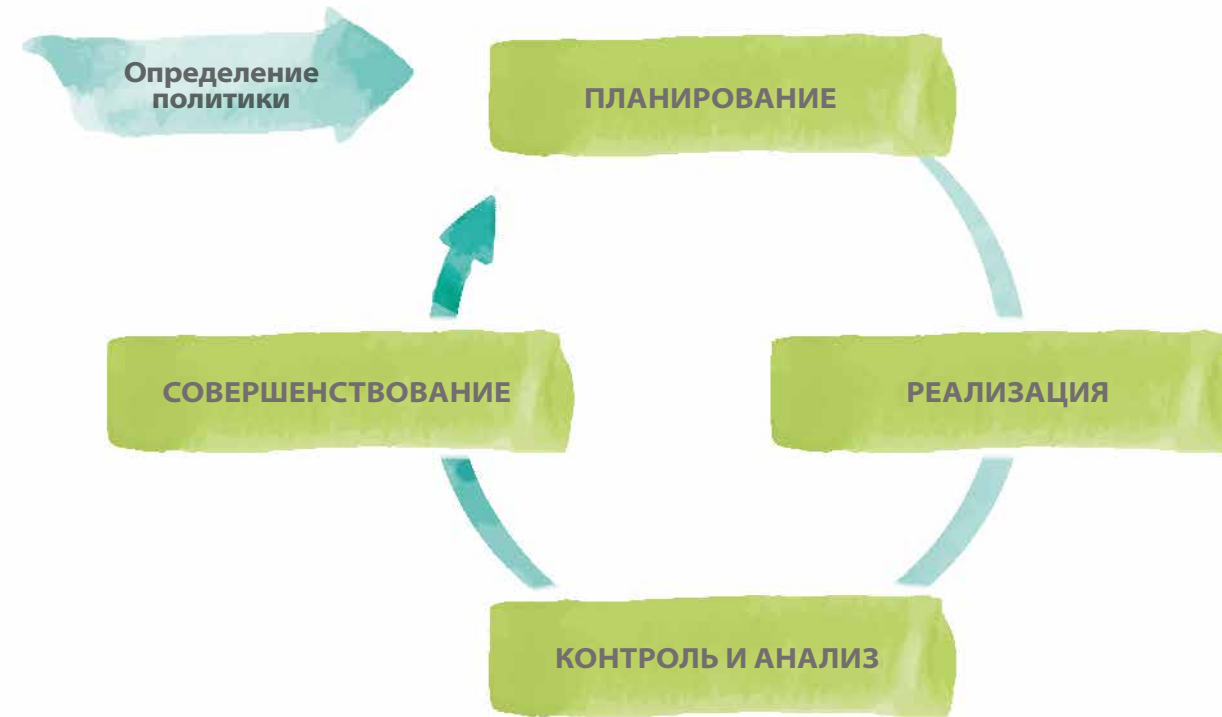 Определение
политики
ПЛАНИРОВАНИЕ
СОВЕРШЕНСТВОВАНИЕ
РЕАЛИЗАЦИЯ
КОНТРОЛЬ И АНАЛИЗ